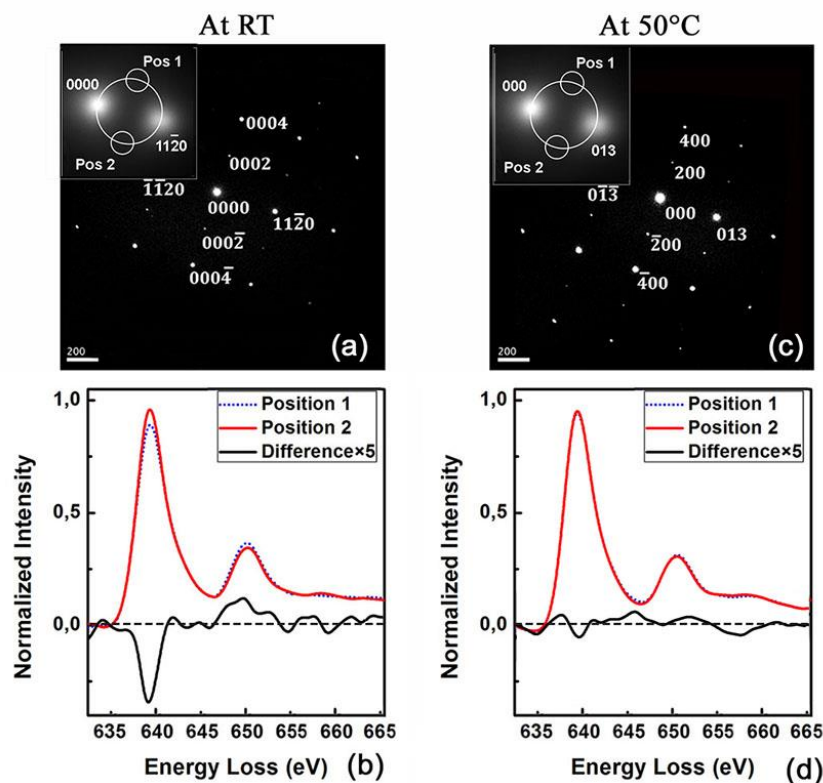 At RT
Pos 1
0000
Pos 2
11̄20
0004
0002
1̄1̄20
0000
11̄20
0002̄
0004̄
200
(a)
At 50°C
Pos 1
000
Pos 2
013
400
200
01̄3̄
000
013
2̄00
4̄00
200
(c)
1,0
0,5
0,0
Normalized Intensity
Position 1
Position 2
Difference×5
635 640 645 650 655 660 665
Energy Loss (eV)
(b)
1,0
0,5
0,0
Normalized Intensity
Position 1
Position 2
Difference×5
635 640 645 650 655 660 665
Energy Loss (eV)
(d)